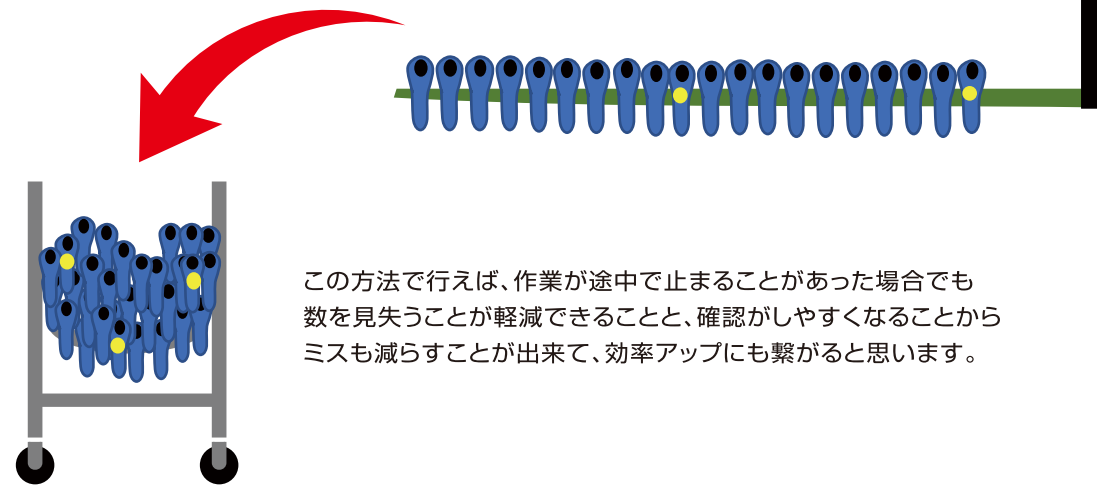 この方法で行えば、作業が途中で止まることがあった場合でも
数を見失うことが軽減できることと、確認がしやすくなることから
ミスも減らすことが出来て、効率アップにも繋がると思います。